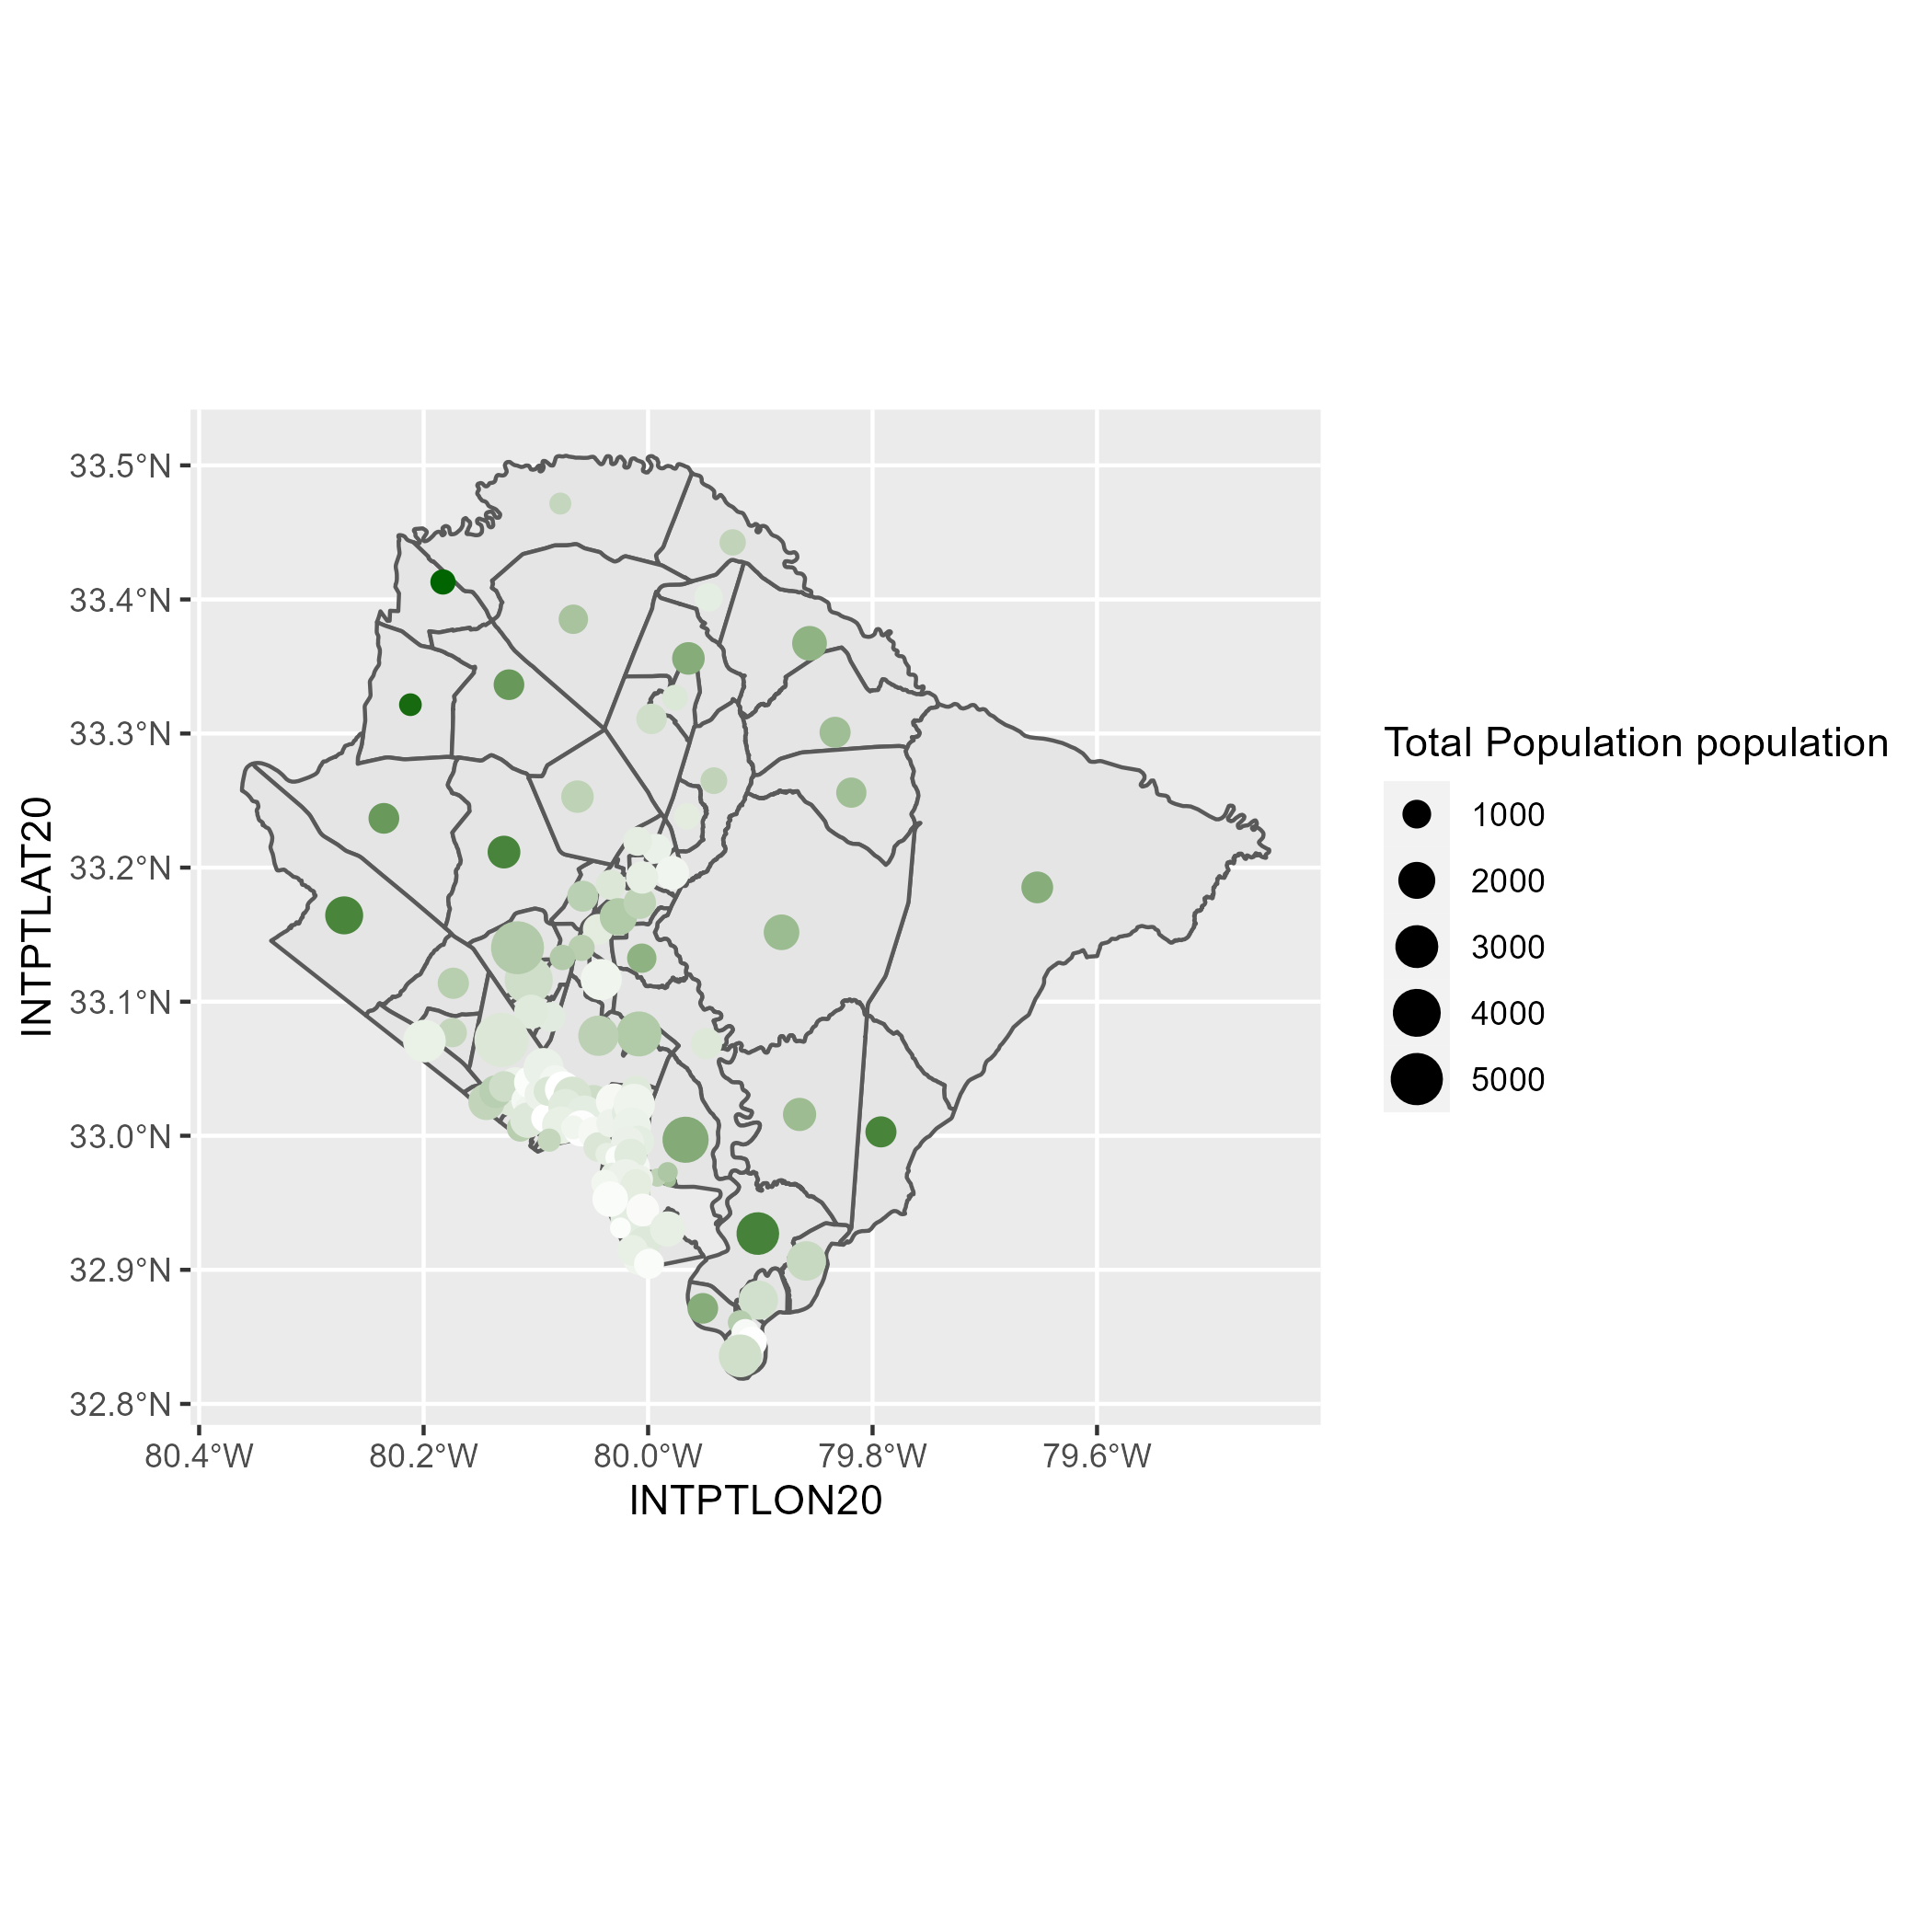 33.5°N
33.4°N
33.3°N
33.2°N
33.1°N
33.0°N
32.9°N
32.8°N
80.4°W 80.2°W 80.0°W 79.8°W 79.6°W
INTPTLON20
INTPTLAT20
Total Population population
1000
2000
3000
4000
5000